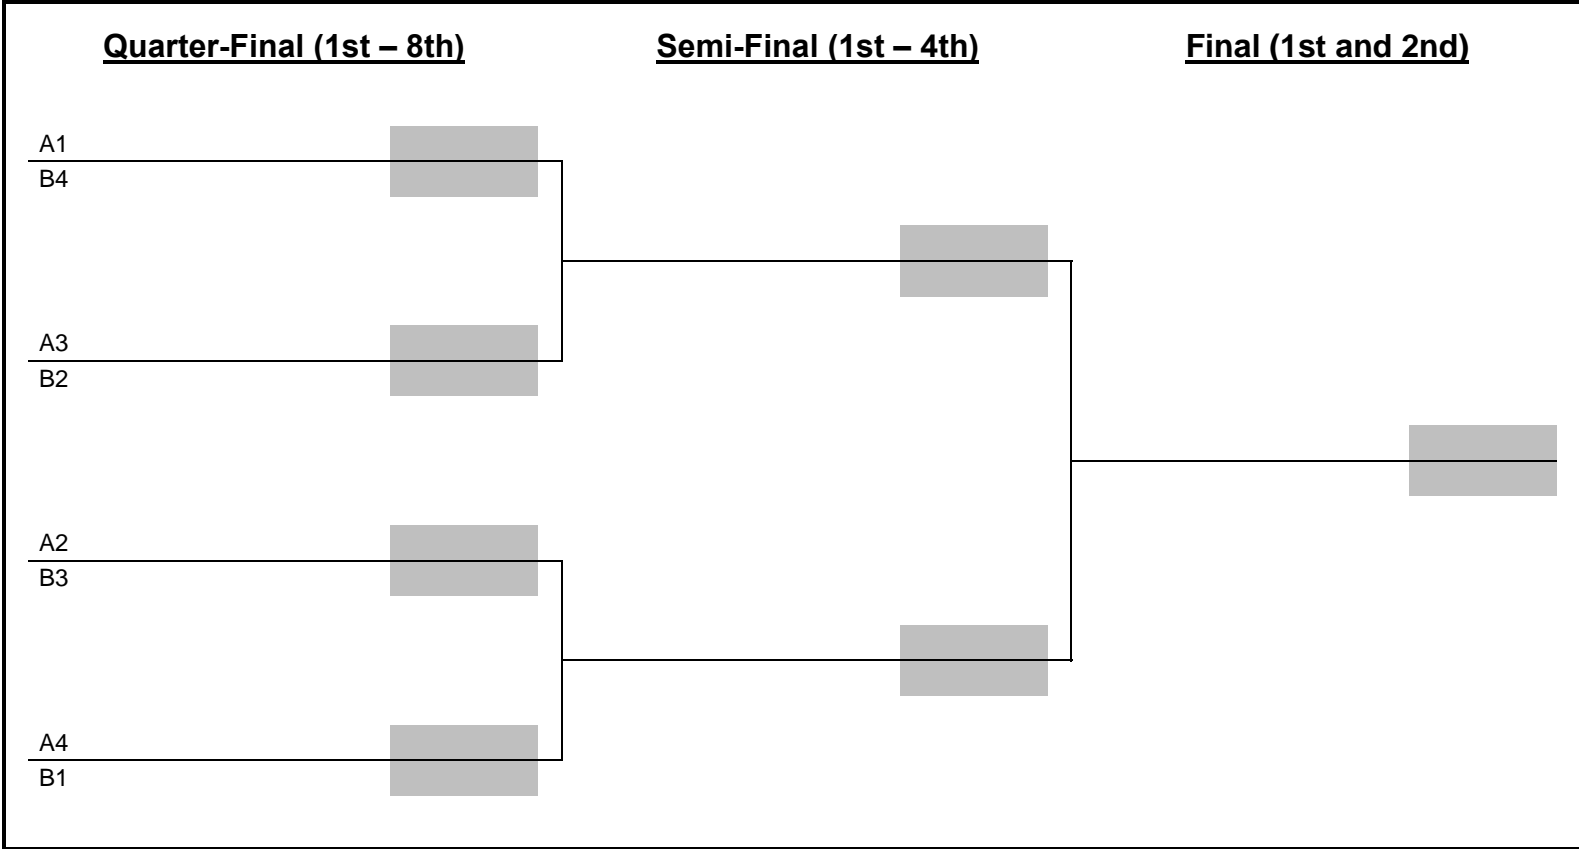 Quarter-Final (1st – 8th)
Semi-Final (1st – 4th)
Final (1st and 2nd)
A1
B4
A3
B2
A2
B3
A4
B1